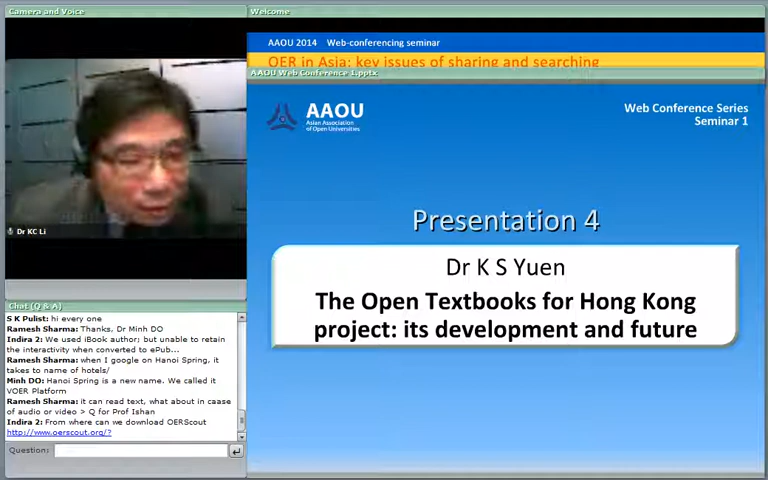 Camera and Voice
Dr KC Li
Chat (Q & A)
S K Pulist: hi every one
Ramesh Sharma: Thanks, Dr Minh DO
Indira 2: We used iBook author; but unable to retain
the interactivity when converted to ePub...
Ramesh Sharma: when I google on Hanoi Spring, it
takes to name of hotels/
Minh DO: Hanoi Spring is a new name. We called it
VOER Platform
Ramesh Sharma: it can read text, what about in caase
of audio or video > Q for Prof Ishan
Indira 2: From where can we download OERScout
http://www.oerscout.org/?
Question:
Welcome
AAOU 2014 Web-conferencing seminar
OER in Asia: key issues of sharing and searching
AAOU Web Conference 1.pptx
AAOU
Asian Association
of Open Universities
Web Conference Series
Seminar 1
Presentation 4
Dr K S Yuen
The Open Textbooks for Hong Kong
project: its development and future